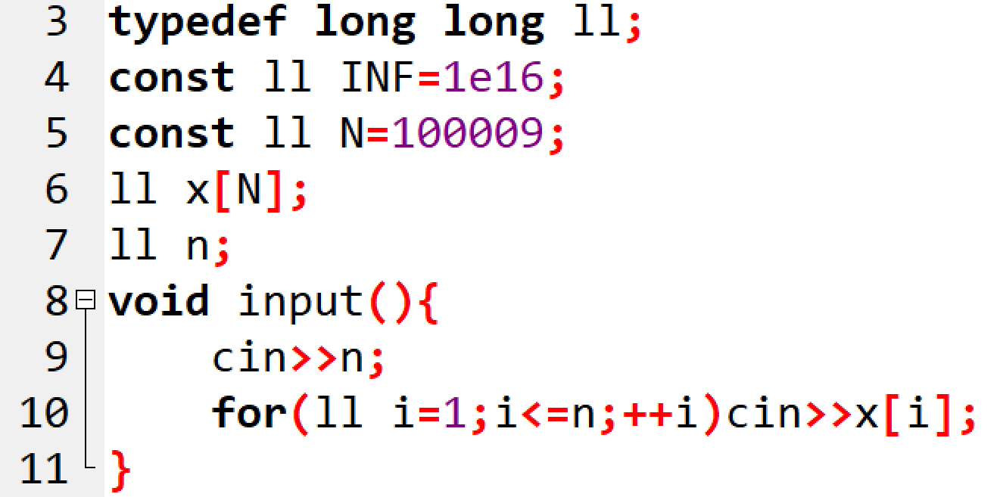 3 typedef long long ll;
4 const ll INF=1e16;
5 const ll N=100009;
6 ll x[N];
7 ll n;
8 void input(){
9 cin>>n;
10 for(ll i=1;i<=n;++i)cin>>x[i];
11 }